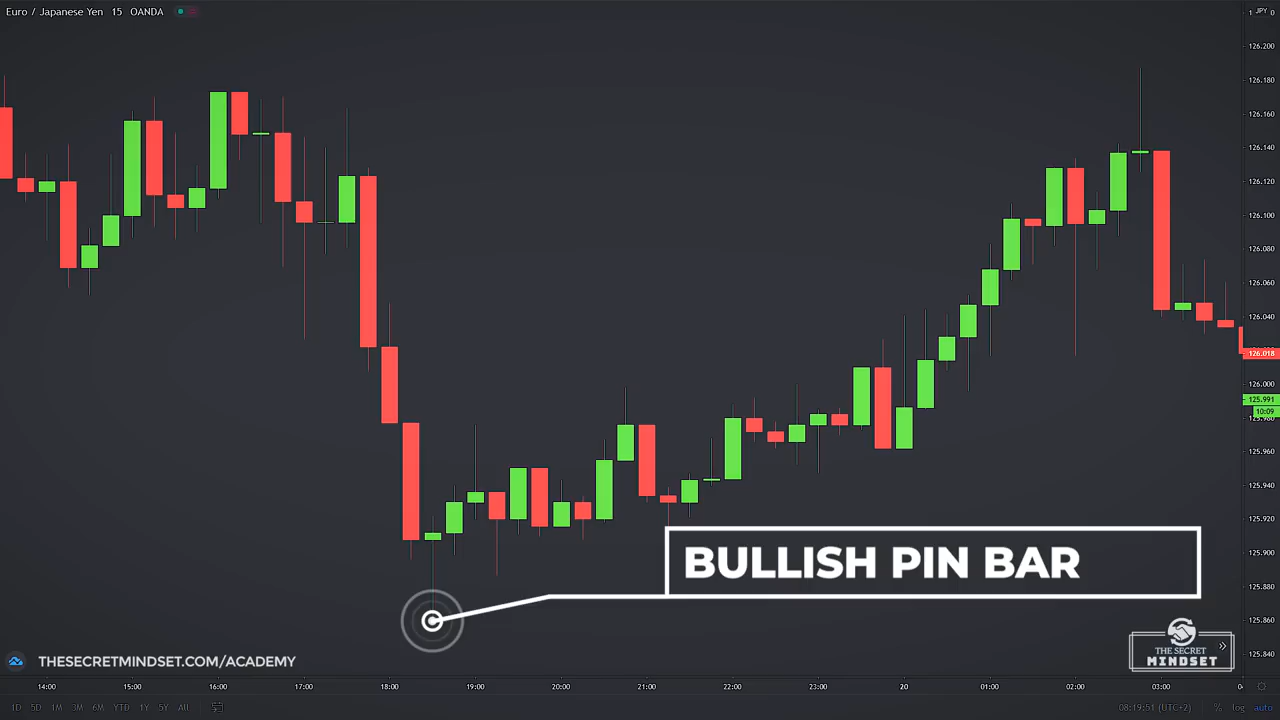 Euro / Japanese Yen 15 OANDA
JPY
126.200
126.180
126.160
126.140
126.120
126.100
126.080
126.060
126.040
126.018
126.000
125.991
10:09
125.960
125.940
125.920
125.900
125.880
125.860
125.840
BULLISH PIN BAR
THE SECRET
MINDSET
THESECRETMINDSET.COM/ACADEMY
14:00 15:00 16:00 17:00 18:00 19:00 20:00 21:00 22:00 23:00 20 01:00 02:00 03:00
1D 5D 1M 3M 6M YTD 1Y 5Y All 08:19:51 (UTC+2) % log auto